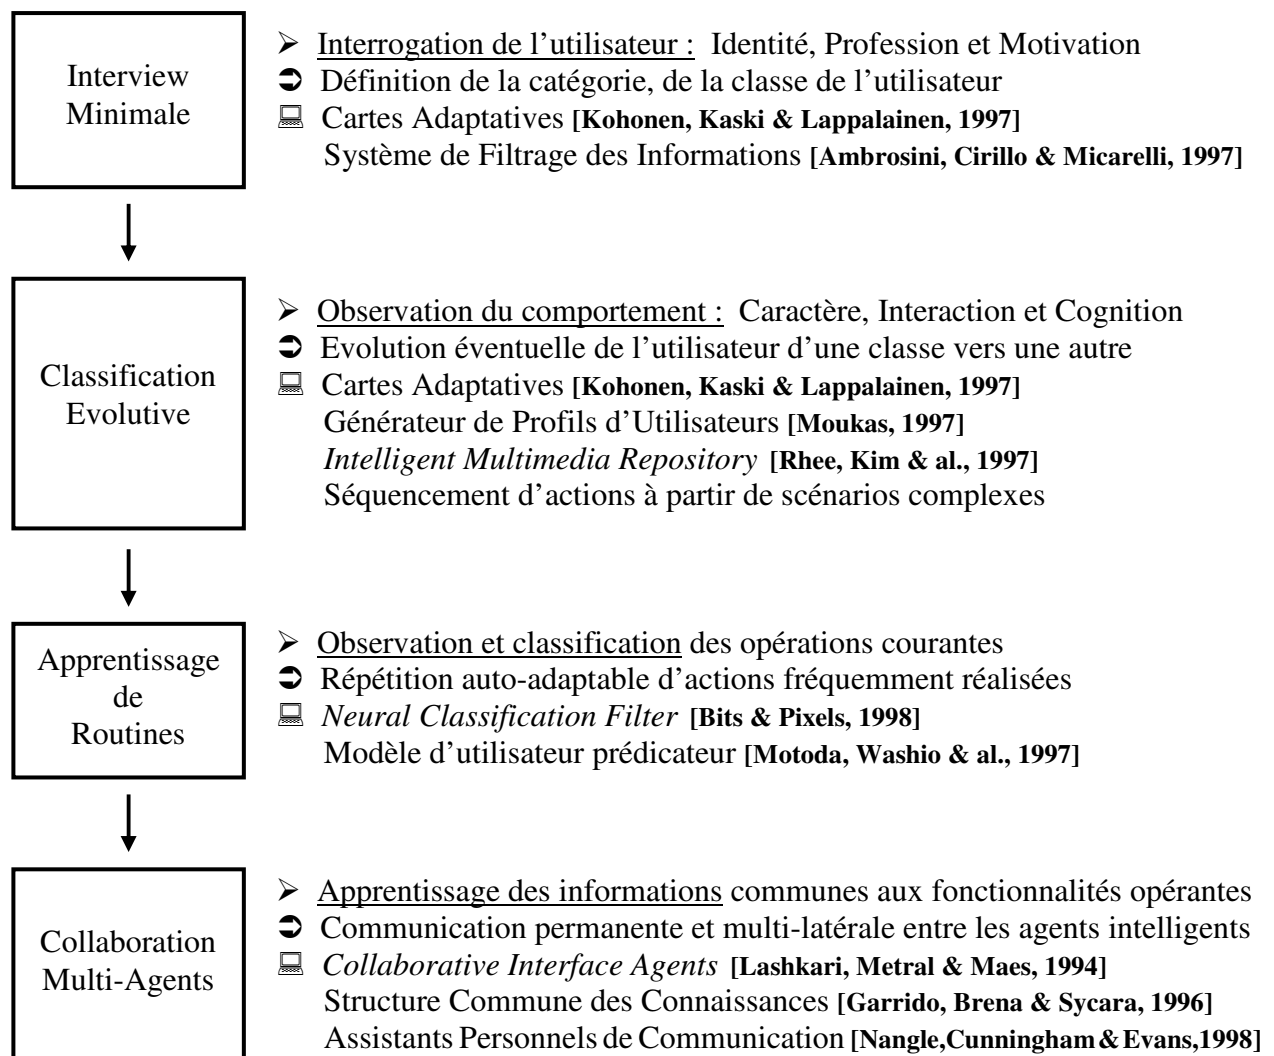 Interview
Minimale
➢ Interrogation de l’utilisateur : Identité, Profession et Motivation
➲ Définition de la catégorie, de la classe de l’utilisateur
💻 Cartes Adaptatives [Kohonen, Kaski & Lappalainen, 1997]
Système de Filtrage des Informations [Ambrosini, Cirillo & Micarelli, 1997]
Classification
Evolutive
➢ Observation du comportement : Caractère, Interaction et Cognition
➲ Evolution éventuelle de l’utilisateur d’une classe vers une autre
💻 Cartes Adaptatives [Kohonen, Kaski & Lappalainen, 1997]
Générateur de Profils d’Utilisateurs [Moukas, 1997]
Intelligent Multimedia Repository [Rhee, Kim & al., 1997]
Séquencement d’actions à partir de scénarios complexes
Apprentissage
de
Routines
➢ Observation et classification des opérations courantes
➲ Répétition auto-adaptable d’actions fréquemment réalisées
💻 Neural Classification Filter [Bits & Pixels, 1998]
Modèle d’utilisateur prédicateur [Motoda, Washio & al., 1997]
Collaboration
Multi-Agents
➢ Apprentissage des informations communes aux fonctionnalités opérantes
➲ Communication permanente et multi-latérale entre les agents intelligents
💻 Collaborative Interface Agents [Lashkari, Metral & Maes, 1994]
Structure Commune des Connaissances [Garrido, Brena & Sycara, 1996]
Assistants Personnels de Communication [Nangle,Cunningham & Evans,1998]